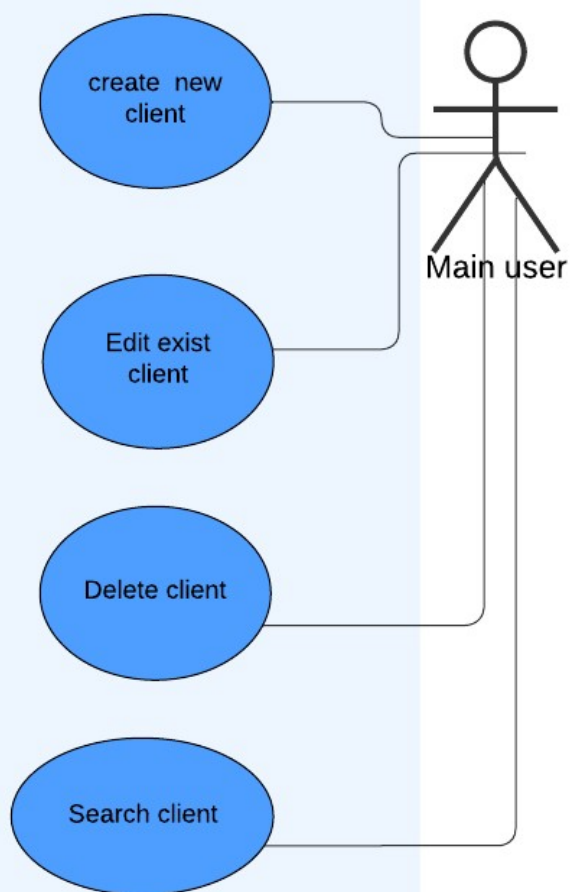 create new
client
Main user
Edit exist
client
Delete client
Search client